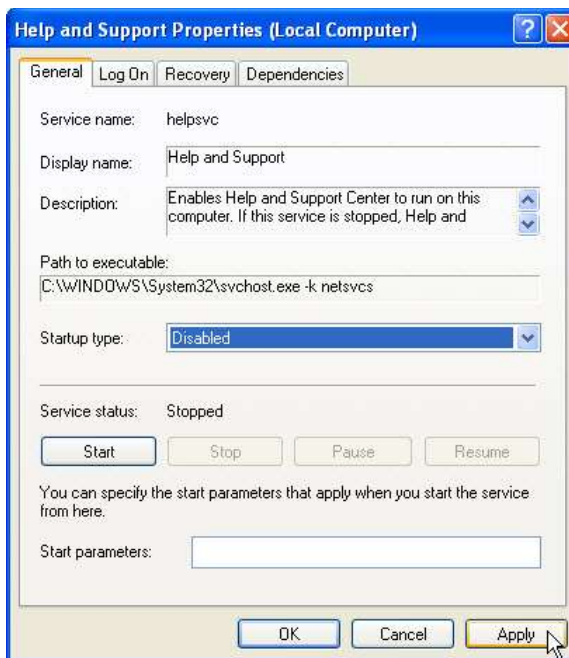 Help and Support Properties (Local Computer)
General Log On Recovery Dependencies
Service name: helpsvc
Display name: Help and Support
Description: Enables Help and Support Center to run on this
computer. If this service is stopped, Help and
Path to executable:
C:\WINDOWS\System32\svchost.exe -k netsvcs
Startup type: Disabled
Service status: Stopped
Start Stop Pause Resume
You can specify the start parameters that apply when you start the service
from here.
Start parameters:
OK Cancel Apply